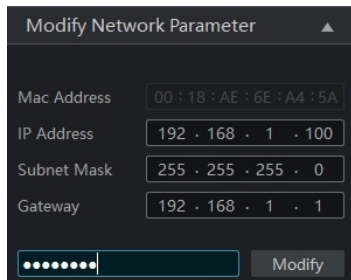 Modify Network Parameter ▲
Mac Address 00 : 18 : AE : 6E : A4 : 5A
IP Address 192 . 168 . 1 . 100
Subnet Mask 255 . 255 . 255 . 0
Gateway 192 . 168 . 1 . 1
●●●●●●●● Modify